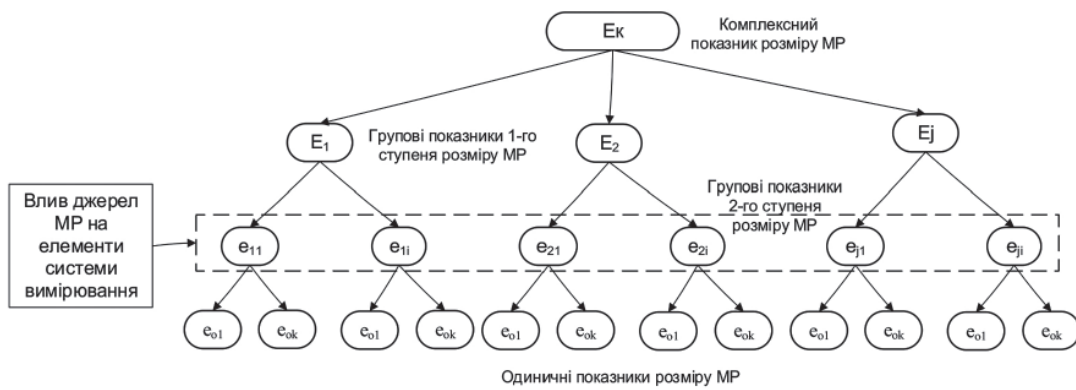 Ек
Комплексний
показник розміру МР
E₁
Групові показники 1-го
ступеня розміру МР
E₂
Ej
Групові показники
2-го ступеня
розміру МР
Влив джерел
МР на
елементи
системи
вимірювання
e₁₁
e₁ᵢ
e₂₁
e₂ᵢ
eⱼ₁
eⱼᵢ
eₒ₁
eₒₖ
eₒ₁
eₒₖ
eₒ₁
eₒₖ
eₒ₁
eₒₖ
eₒ₁
eₒₖ
eₒ₁
eₒₖ
Одиничні показники розміру МР